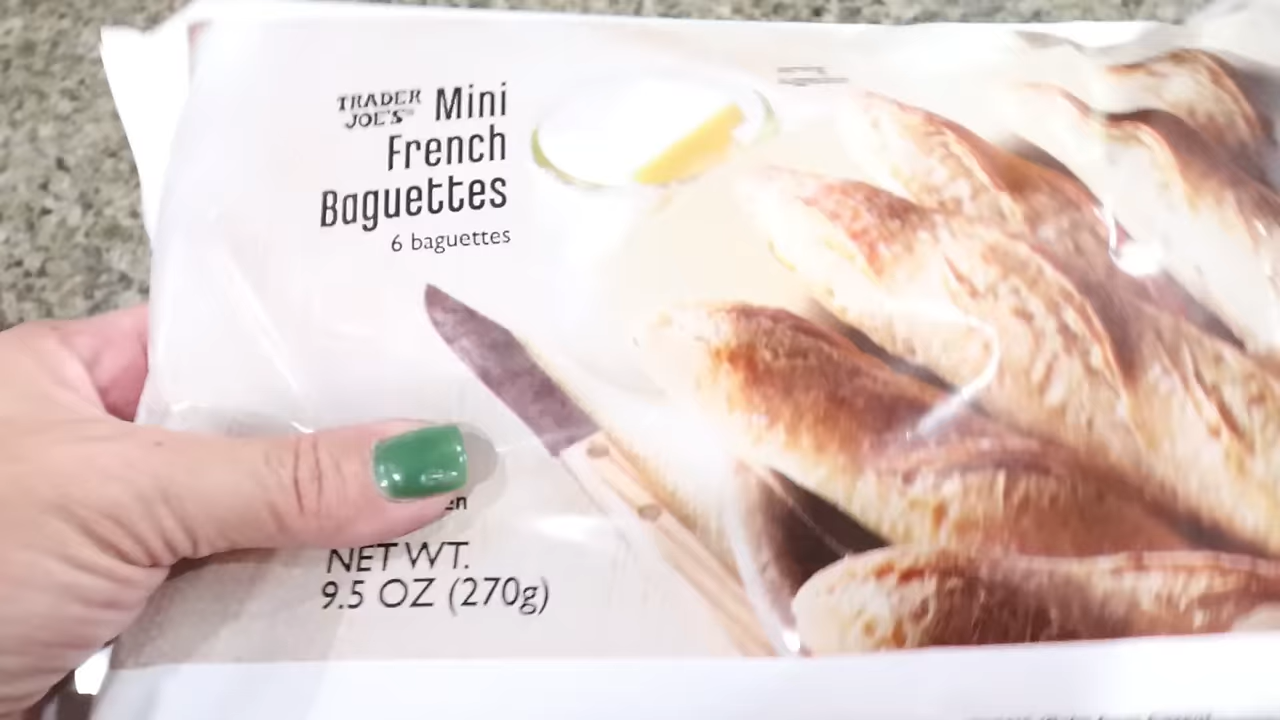 TRADER JOE'S Mini
French
Baguettes
6 baguettes
NET WT.
9.5 OZ (270g)